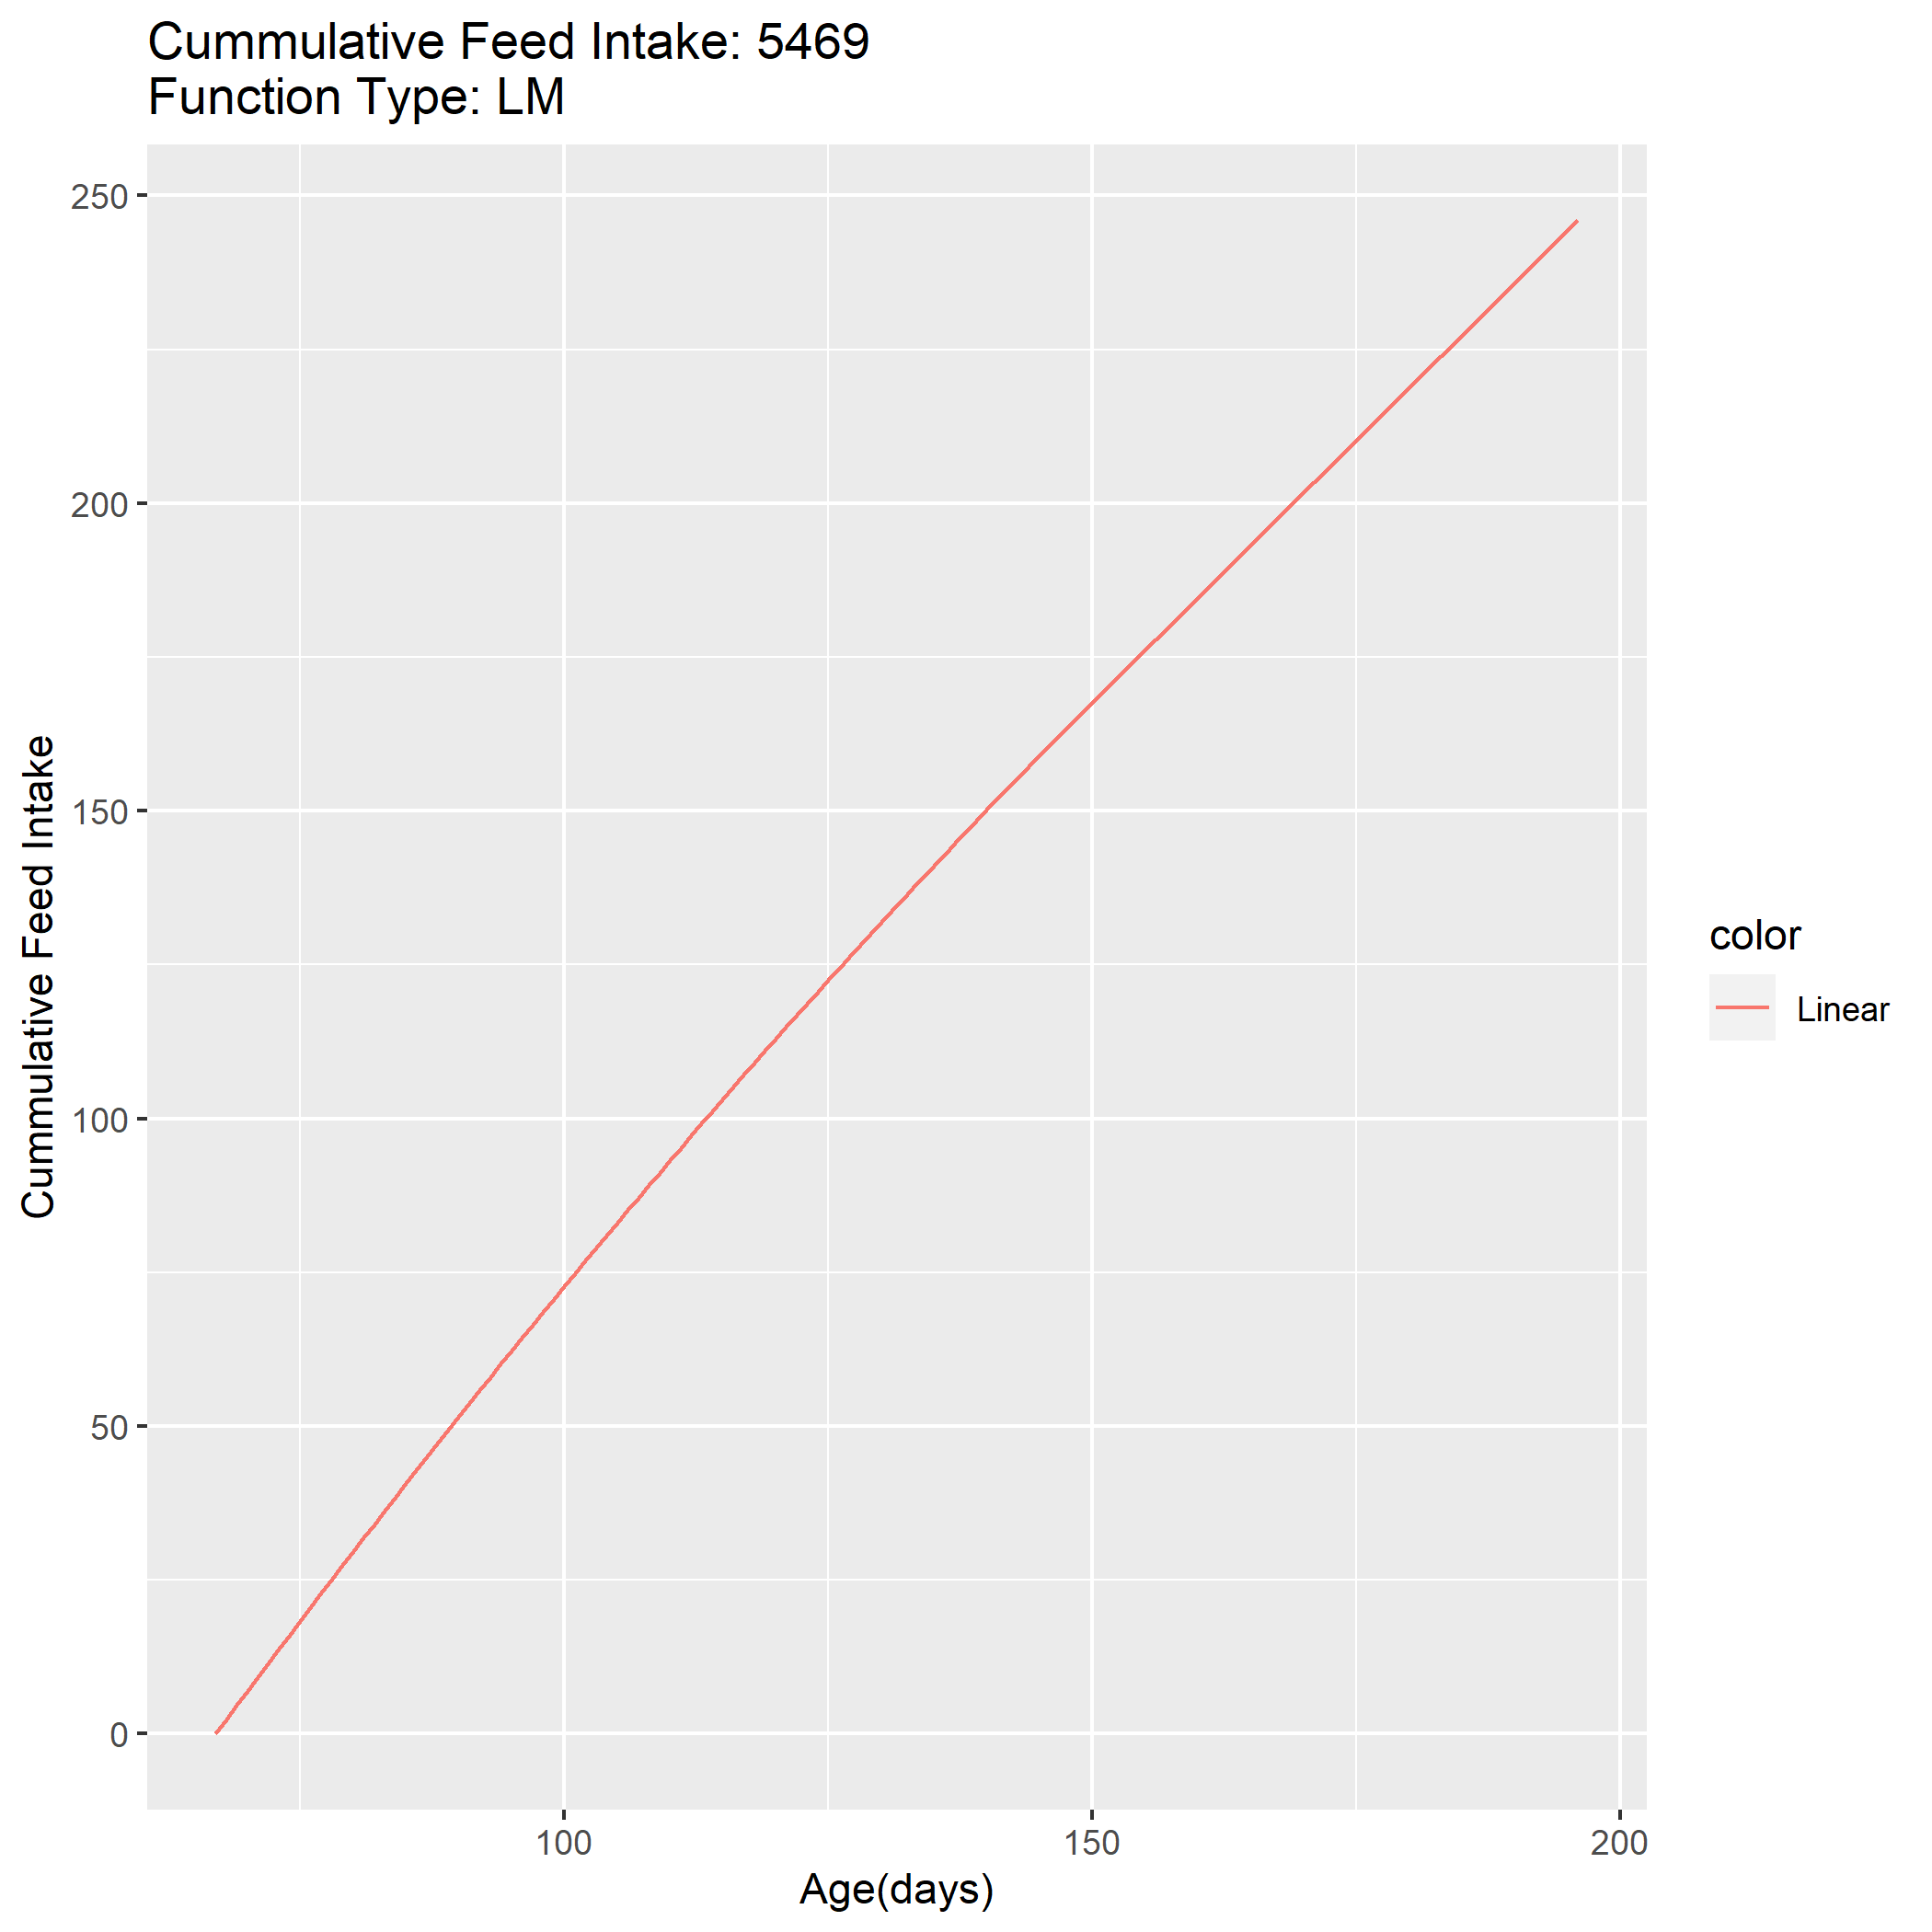 Cummulative Feed Intake: 5469
Function Type: LM
250
200
150
100
50
0
Cummulative Feed Intake
100
150
200
Age(days)
color
Linear